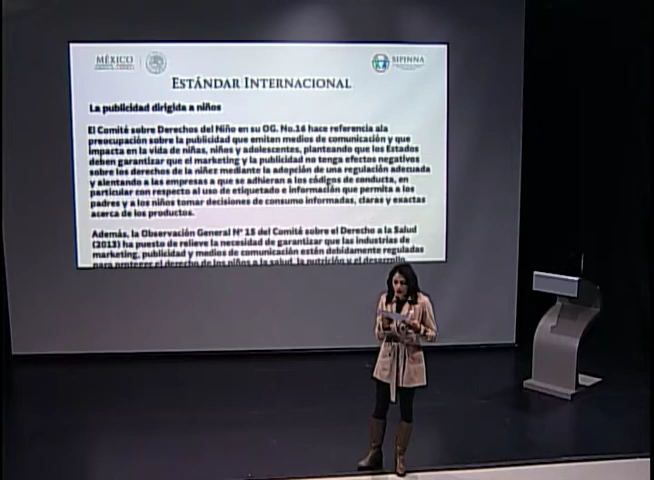 MÉXICO
SIPINNA
ESTÁNDAR INTERNACIONAL
La publicidad dirigida a niños
El Comité sobre Derechos del Niño en su OG. No.16 hace referencia ala
preocupación sobre la publicidad que emiten medios de comunicación y que
impacta en la vida de niñas, niños y adolescentes, planteando que los Estados
deben garantizar que el marketing y la publicidad no tenga efectos negativos
sobre los derechos de la niñez mediante la adopción de una regulación adecuada
y alentando a las empresas a que se adhieran a los códigos de conducta, en
particular con respecto al uso de etiquetado e información que permita a los
padres y a los niños tomar decisiones de consumo informadas, claras y exactas
acerca de los productos.
Además, la Observación General N° 15 del Comité sobre el Derecho a la Salud
(2013) ha puesto de relieve la necesidad de garantizar que las industrias de
marketing, publicidad y medios de comunicación están debidamente reguladas
para proteger el derecho de los niños a la salud, la nutrición y el desarrollo